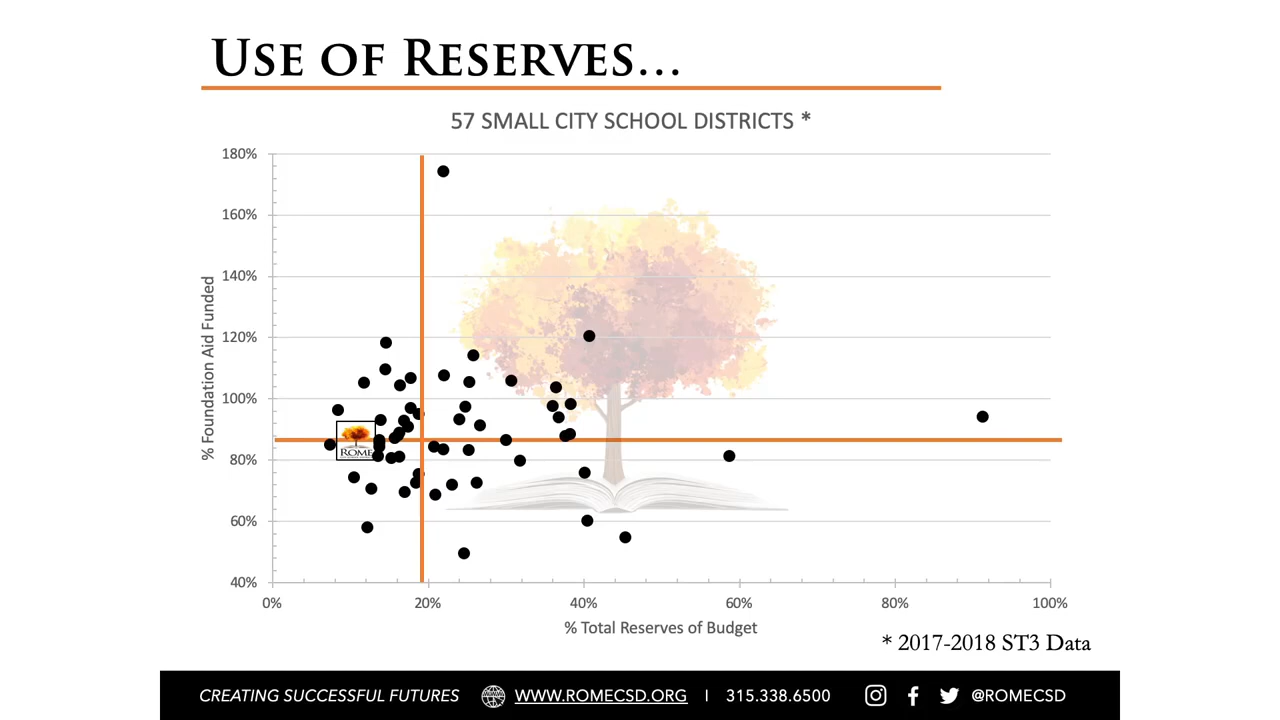 USE OF RESERVES...
57 SMALL CITY SCHOOL DISTRICTS *
180%
160%
140%
120%
100%
80%
60%
40%
% Foundation Aid Funded
ROME
0% 20% 40% 60% 80% 100%
% Total Reserves of Budget
* 2017-2018 ST3 Data
CREATING SUCCESSFUL FUTURES WWW.ROMECSD.ORG | 315.338.6500 @ROMECSD